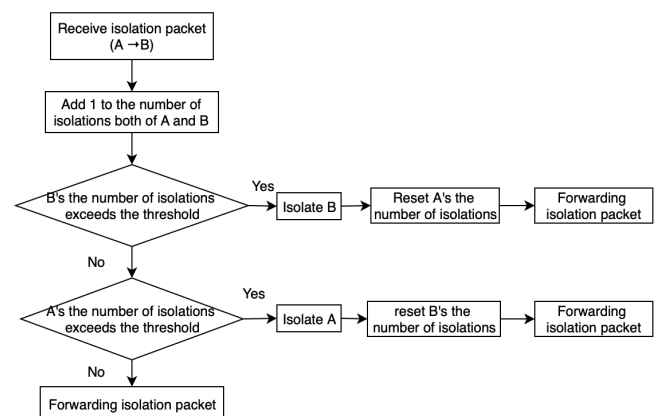 Receive isolation packet
(A →B)
Add 1 to the number of
isolations both of A and B
B's the number of isolations
exceeds the threshold
Yes
Isolate B
Reset A's the
number of isolations
Forwarding
isolation packet
No
A's the number of isolations
exceeds the threshold
Yes
Isolate A
reset B's the
number of isolations
Forwarding
isolation packet
No
Forwarding isolation packet